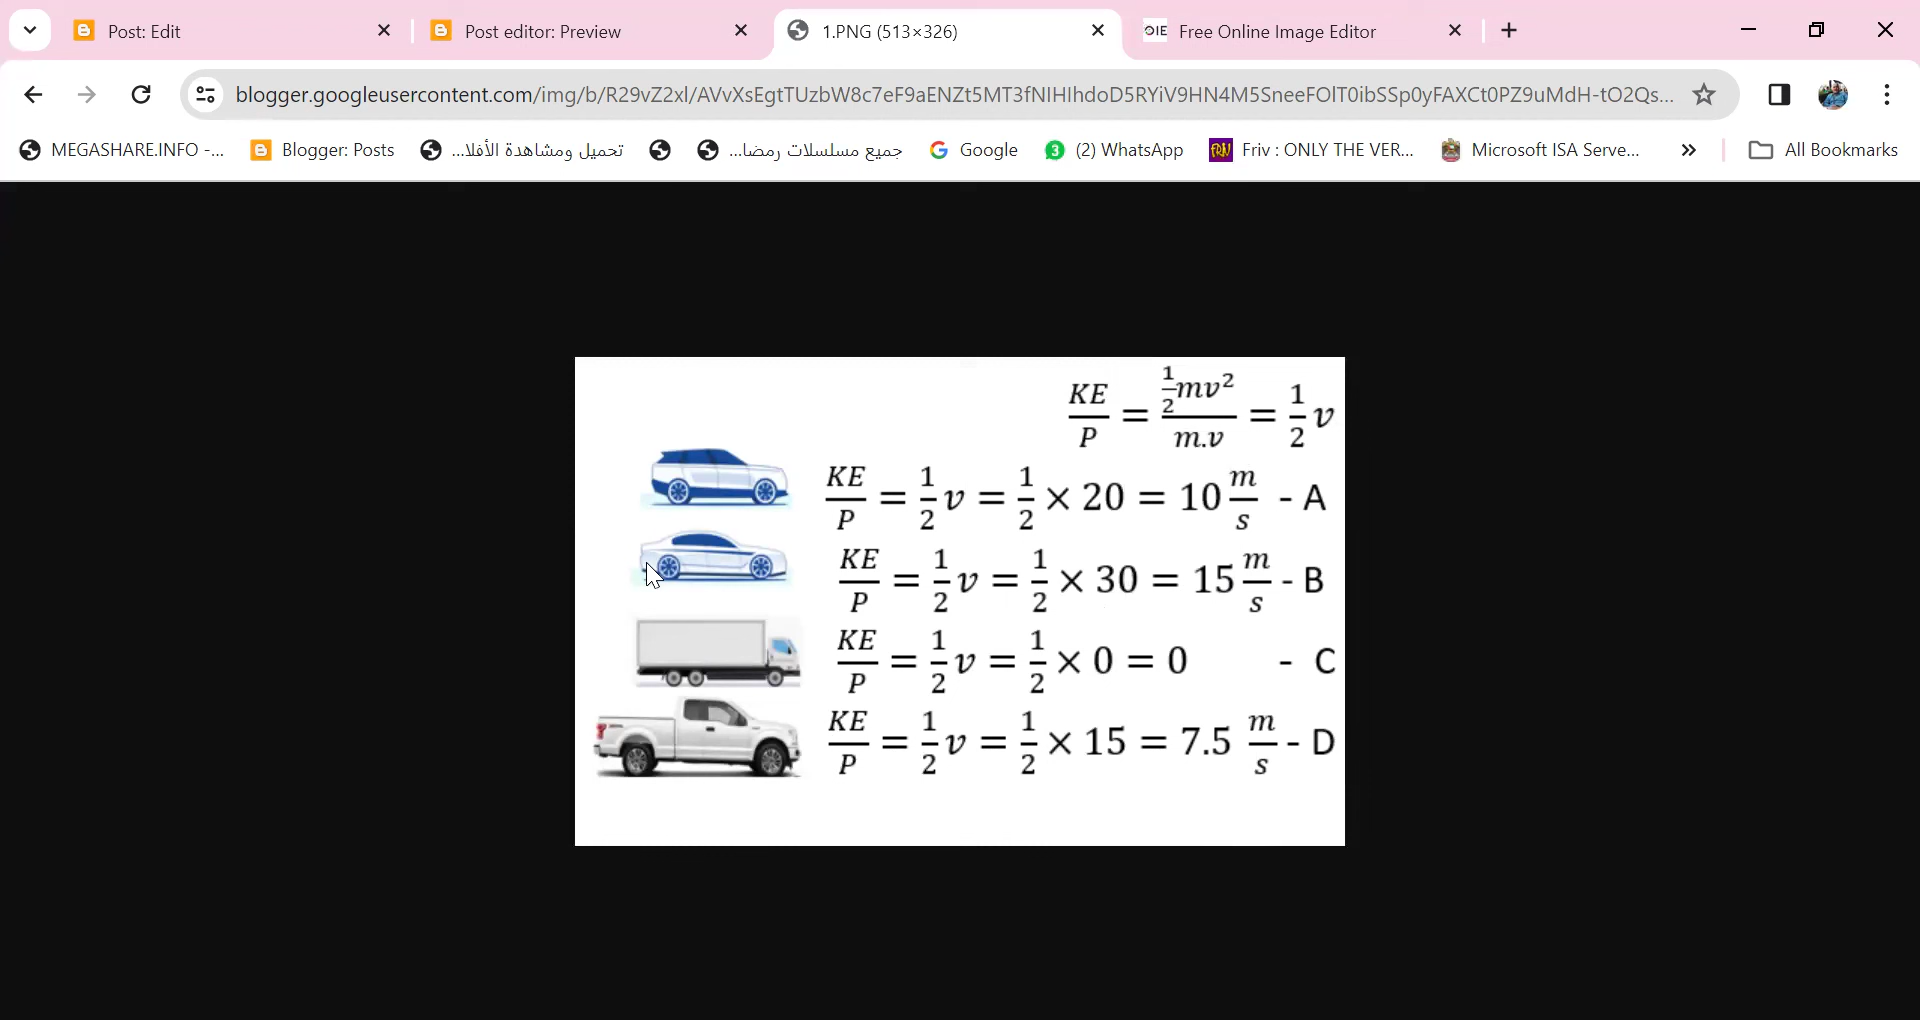 Post: Edit
Post editor: Preview
1.PNG (513×326)
OIE Free Online Image Editor
blogger.googleusercontent.com/img/b/R29vZ2xl/AVvXsEgtTUzbW8c7eF9aENZt5MT3fNIHIhdoD5RYiV9HN4M5SneeFOlT0ibSSp0yFAXCt0PZ9uMdH-tO2Qs...
MEGASHARE.INFO -...
Blogger: Posts
تحميل ومشاهدة الأفلا...
جميع مسلسلات رمضا...
Google
(2) WhatsApp
Friv : ONLY THE VER...
Microsoft ISA Serve...
»
All Bookmarks
KE/P = ½mv²/m.v = 1/2 v
KE/P = 1/2 v = 1/2 × 20 = 10 m/s - A
KE/P = 1/2 v = 1/2 × 30 = 15 m/s - B
KE/P = 1/2 v = 1/2 × 0 = 0 - C
KE/P = 1/2 v = 1/2 × 15 = 7.5 m/s - D